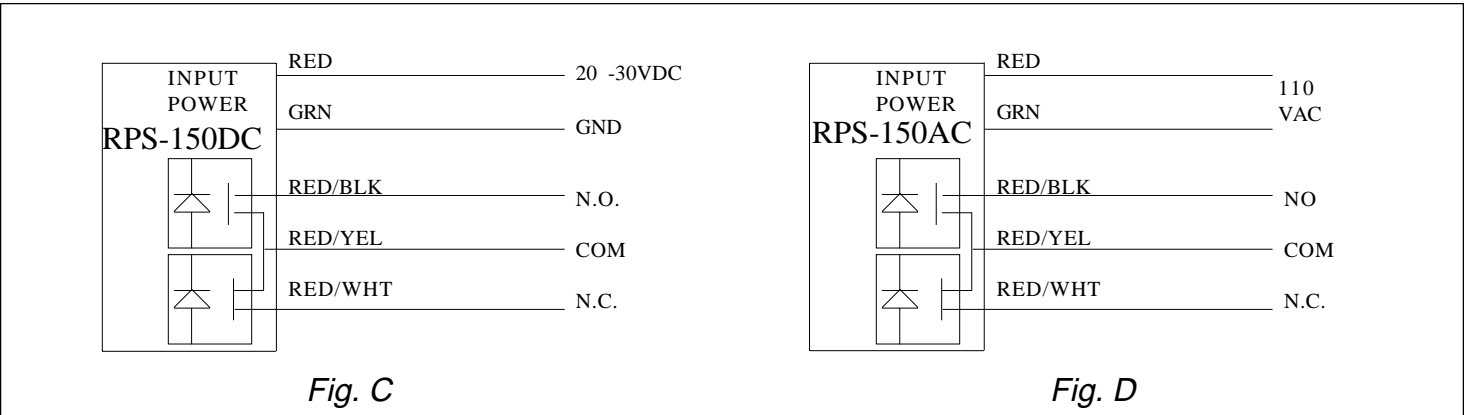 RED
INPUT
POWER
20 -30VDC
GRN
GND
RPS-150DC
RED/BLK
N.O.
RED/YEL
COM
RED/WHT
N.C.
Fig. C
RED
INPUT
POWER
110
VAC
GRN
RPS-150AC
RED/BLK
NO
RED/YEL
COM
RED/WHT
N.C.
Fig. D